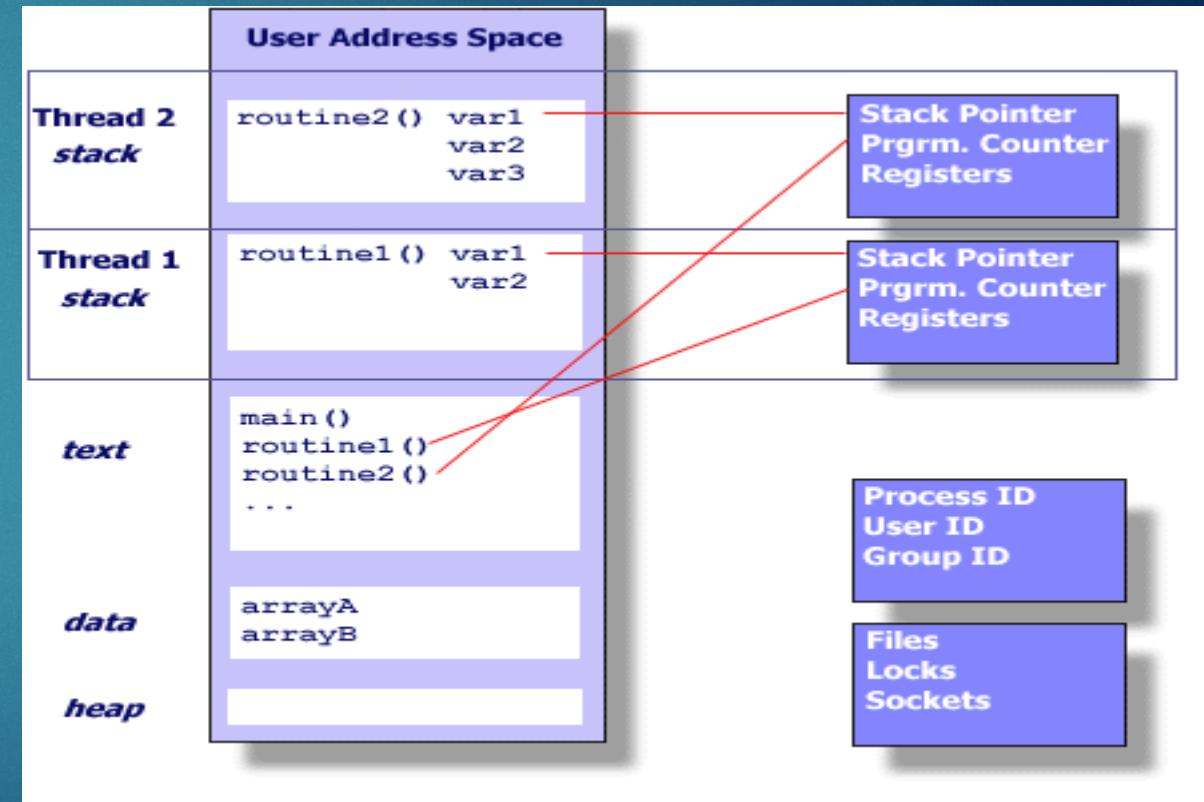 User Address Space
Thread 2
stack
routine2() var1
var2
var3
Stack Pointer
Prgrm. Counter
Registers
Thread 1
stack
routine1() var1
var2
Stack Pointer
Prgrm. Counter
Registers
text
main()
routine1()
routine2()
...
Process ID
User ID
Group ID
data
arrayA
arrayB
Files
Locks
Sockets
heap